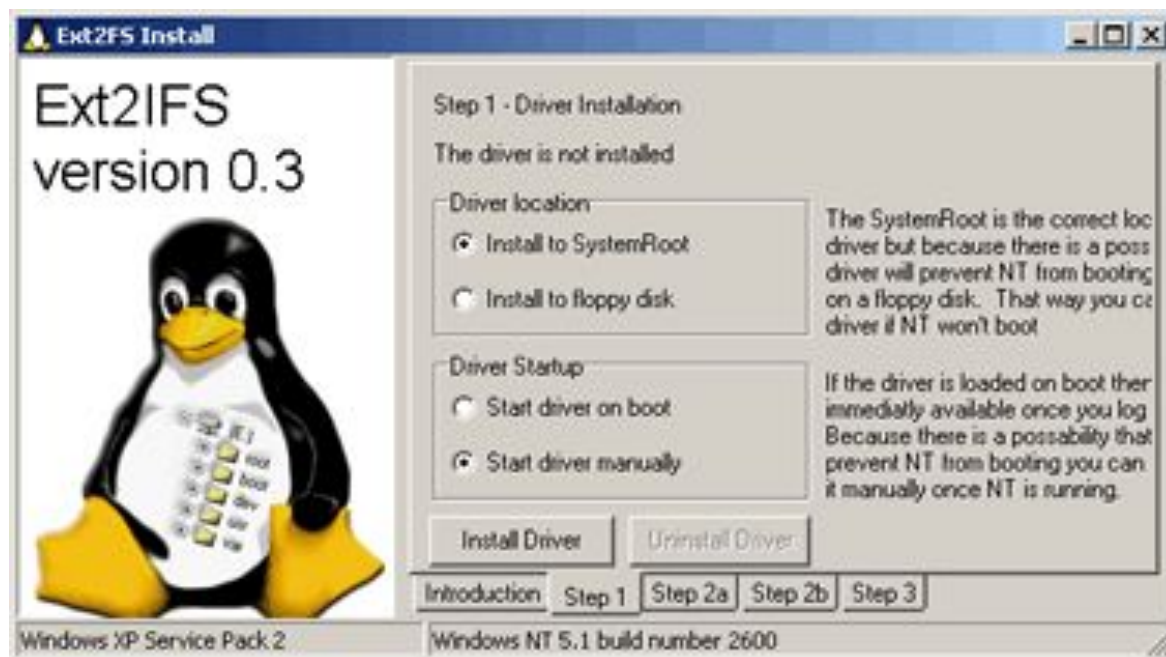 Ext2FS Install
Ext2IFS
version 0.3
Step 1 - Driver Installation
The driver is not installed
Driver location
Install to SystemRoot
Install to floppy disk
The SystemRoot is the correct loc
driver but because there is a poss
driver will prevent NT from booting
on a floppy disk. That way you ca
driver if NT won't boot
Driver Startup
Start driver on boot
Start driver manually
If the driver is loaded on boot ther
immediatly available once you log
Because there is a possability that
prevent NT from booting you can
it manually once NT is running.
Install Driver
Uninstall Driver
Introduction
Step 1
Step 2a
Step 2b
Step 3
root
boot
dev
usr
var
Windows XP Service Pack 2
Windows NT 5.1 build number 2600